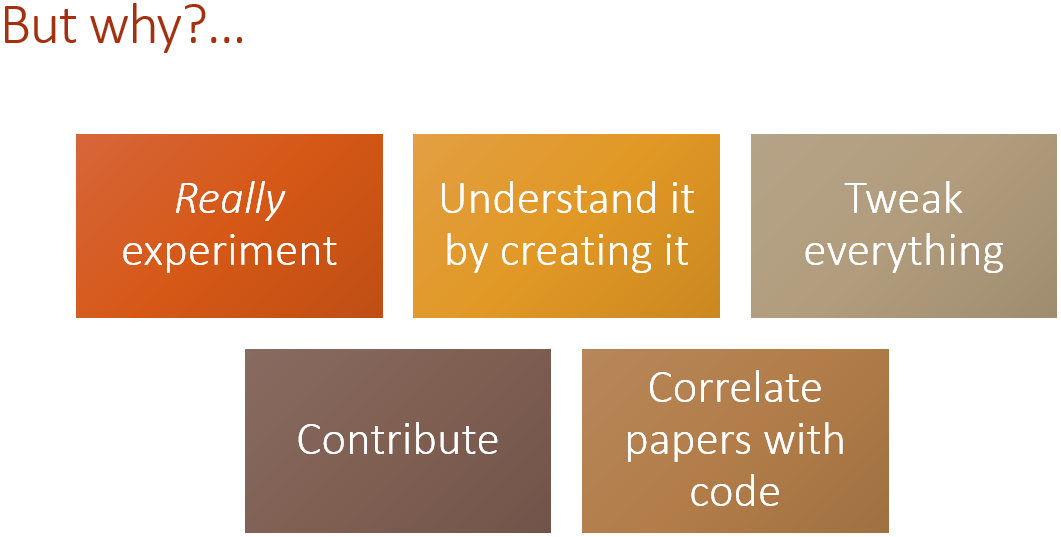 But why?...
Really
experiment
Understand it
by creating it
Tweak
everything
Contribute
Correlate
papers with
code